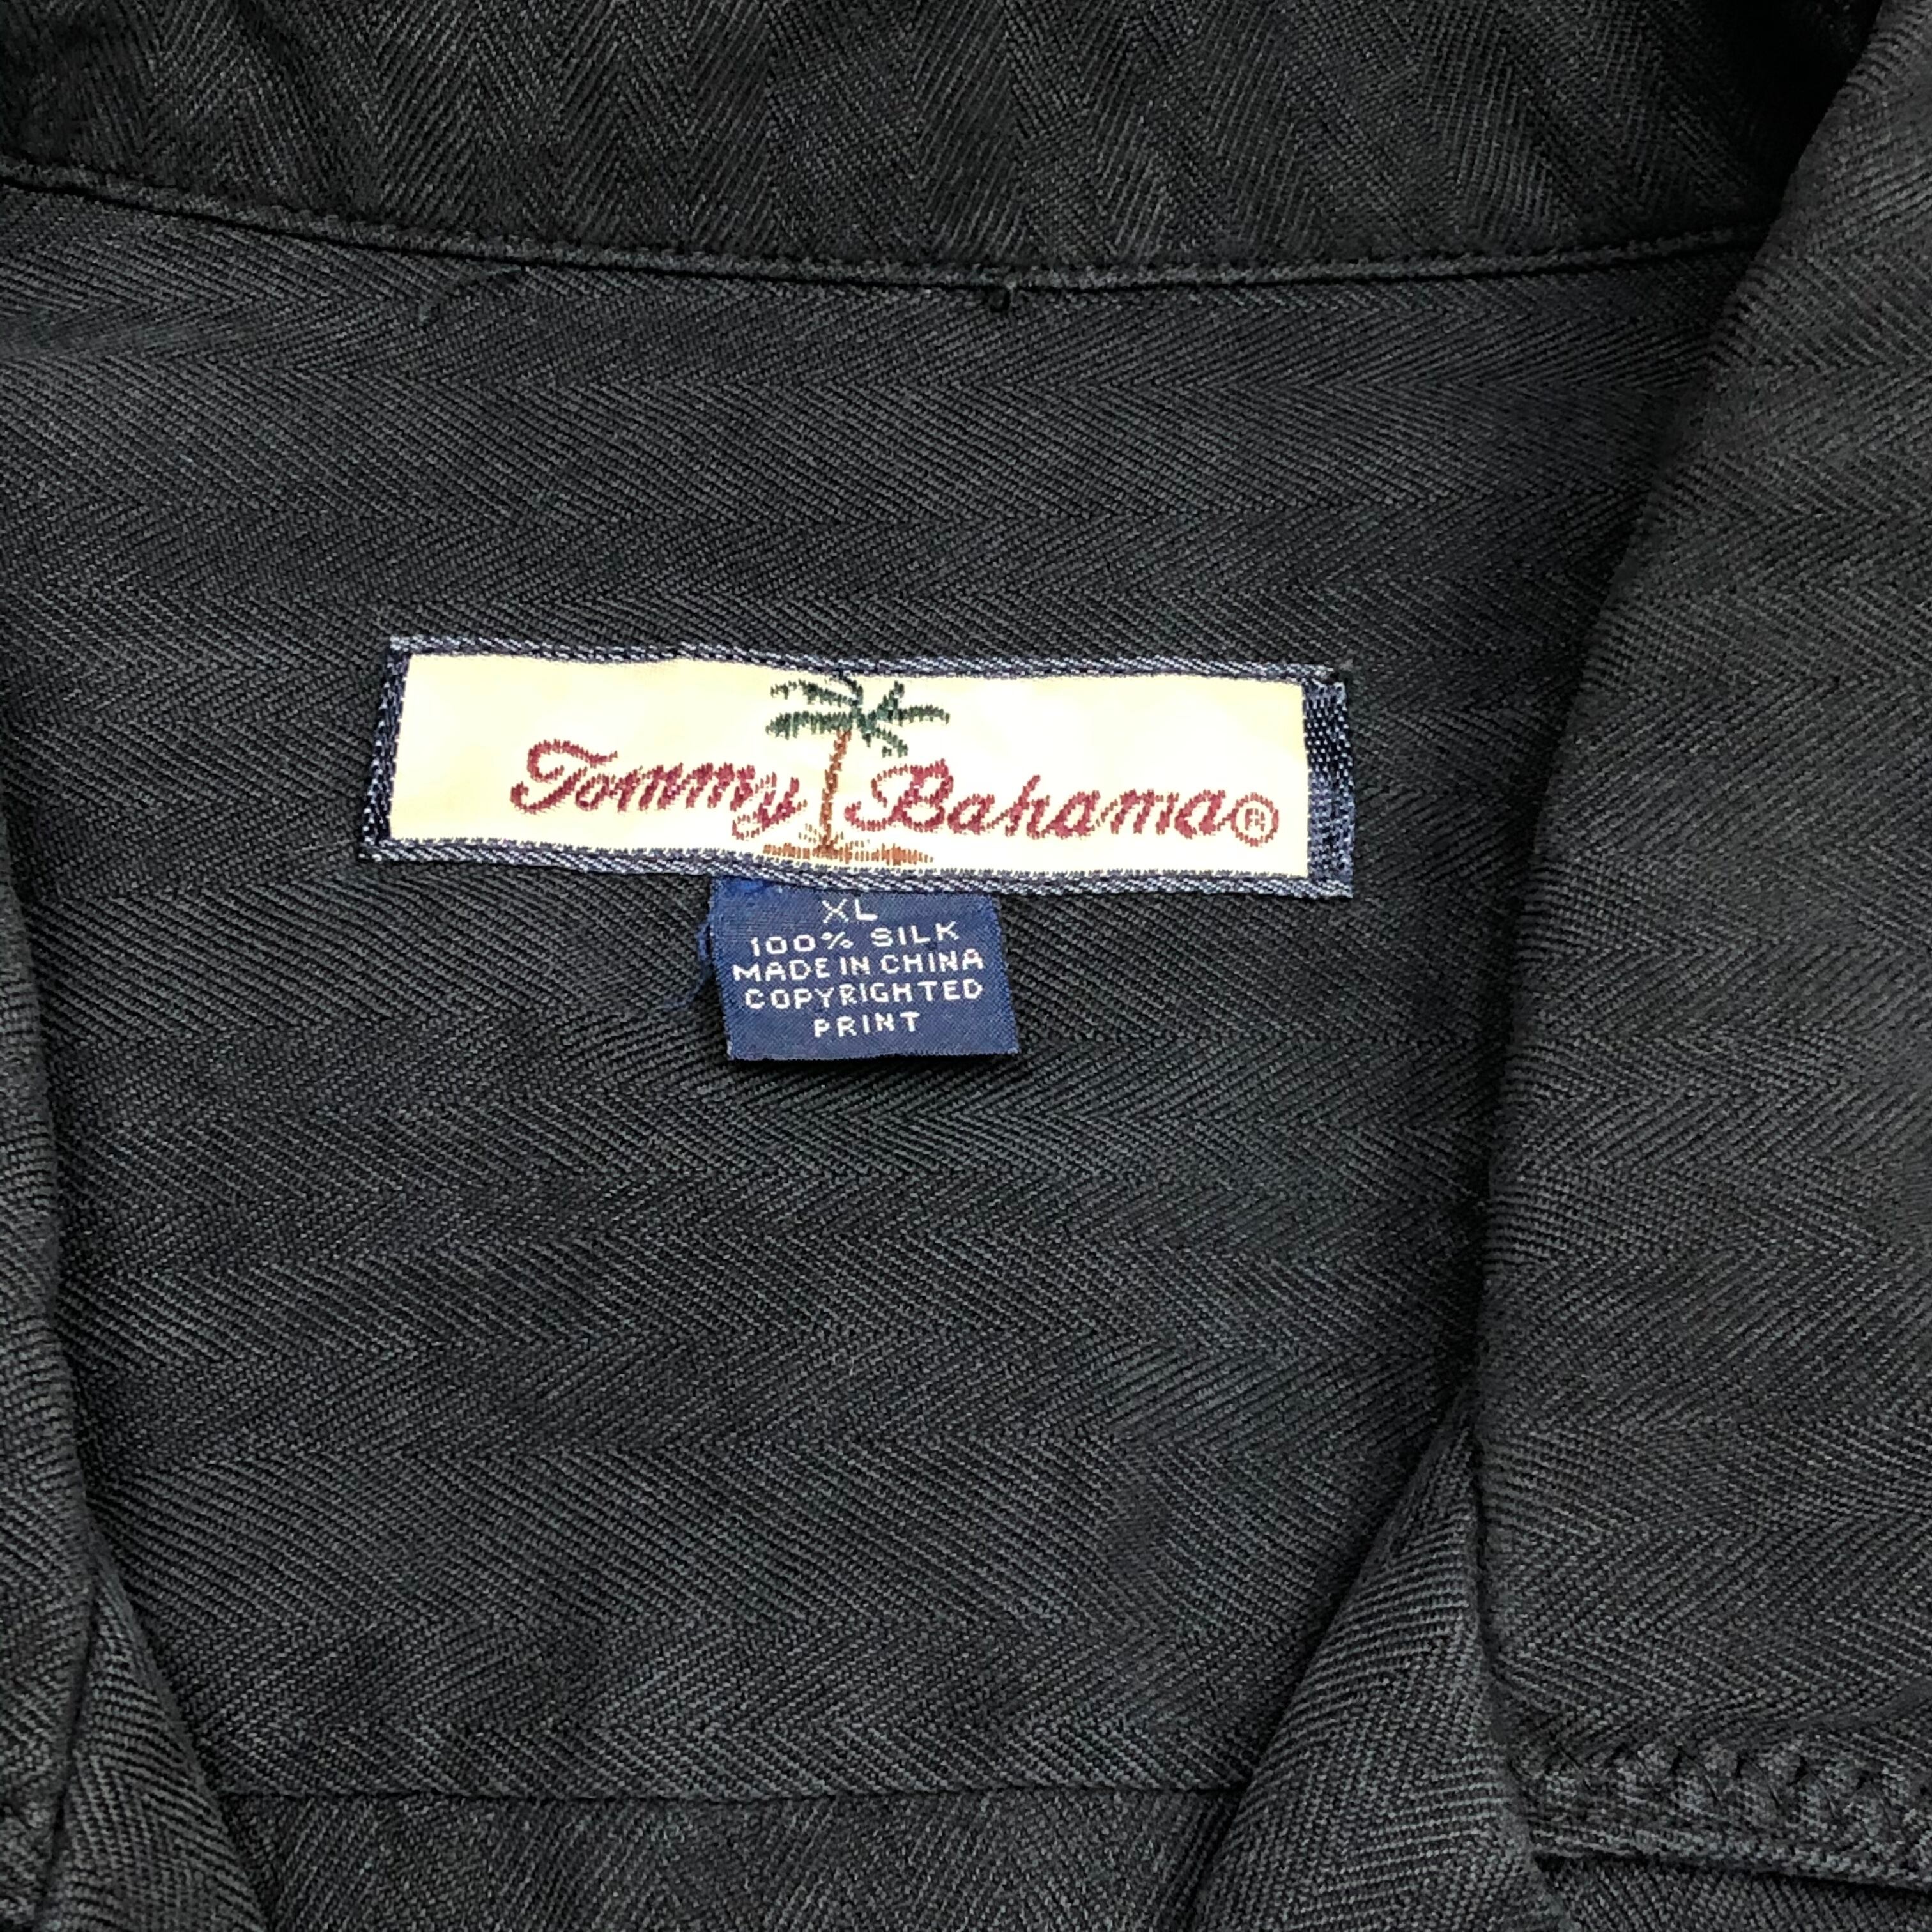 Tommy Bahama®
XL
100% SILK
MADE IN CHINA
COPYRIGHTED
PRINT